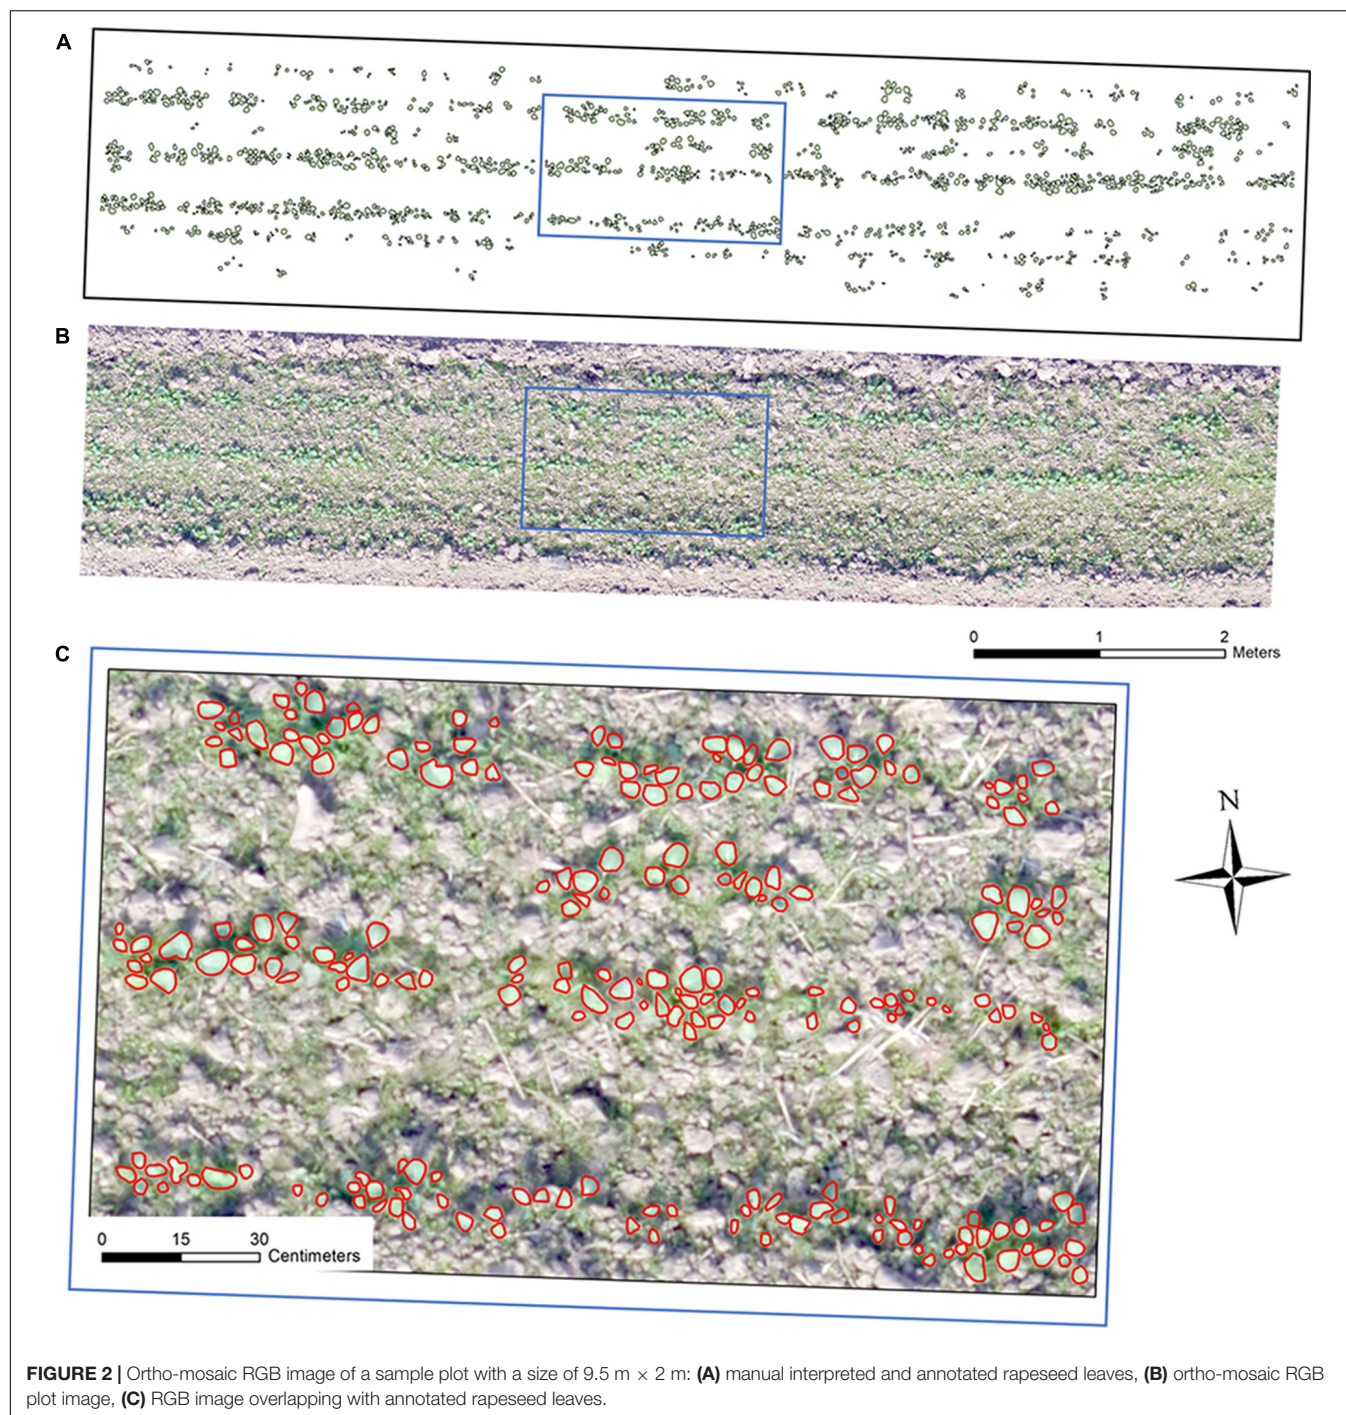 A
B
0 1 2 Meters
C
N
0 15 30 Centimeters
FIGURE 2 | Ortho-mosaic RGB image of a sample plot with a size of 9.5 m × 2 m: (A) manual interpreted and annotated rapeseed leaves, (B) ortho-mosaic RGB
plot image, (C) RGB image overlapping with annotated rapeseed leaves.